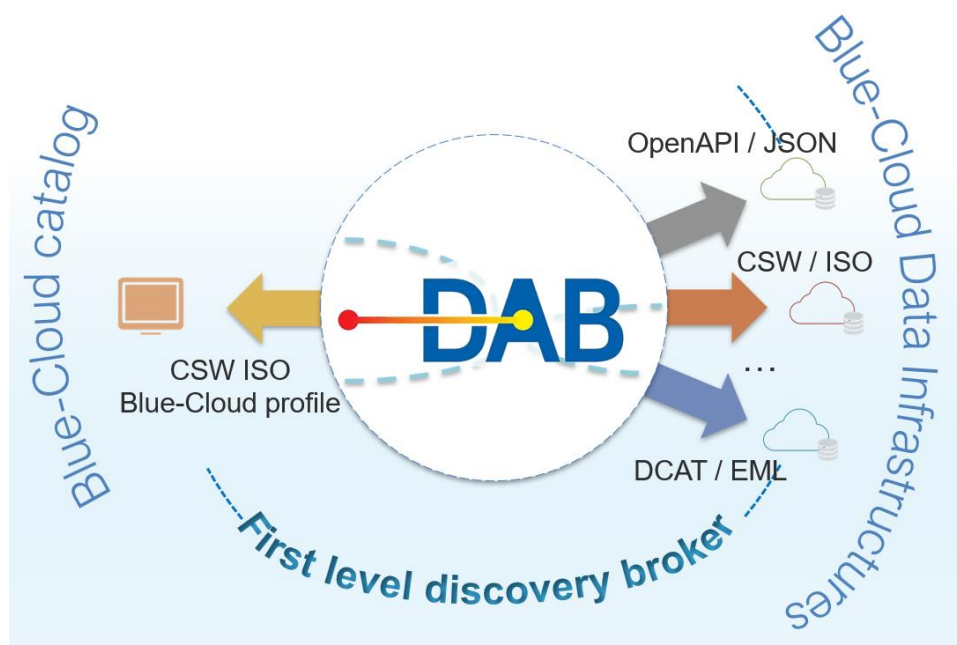 Blue-Cloud catalog
CSW ISO
Blue-Cloud profile
DAB
First level discovery broker
OpenAPI / JSON
CSW / ISO
...
DCAT / EML
Blue-Cloud Data Infrastructures